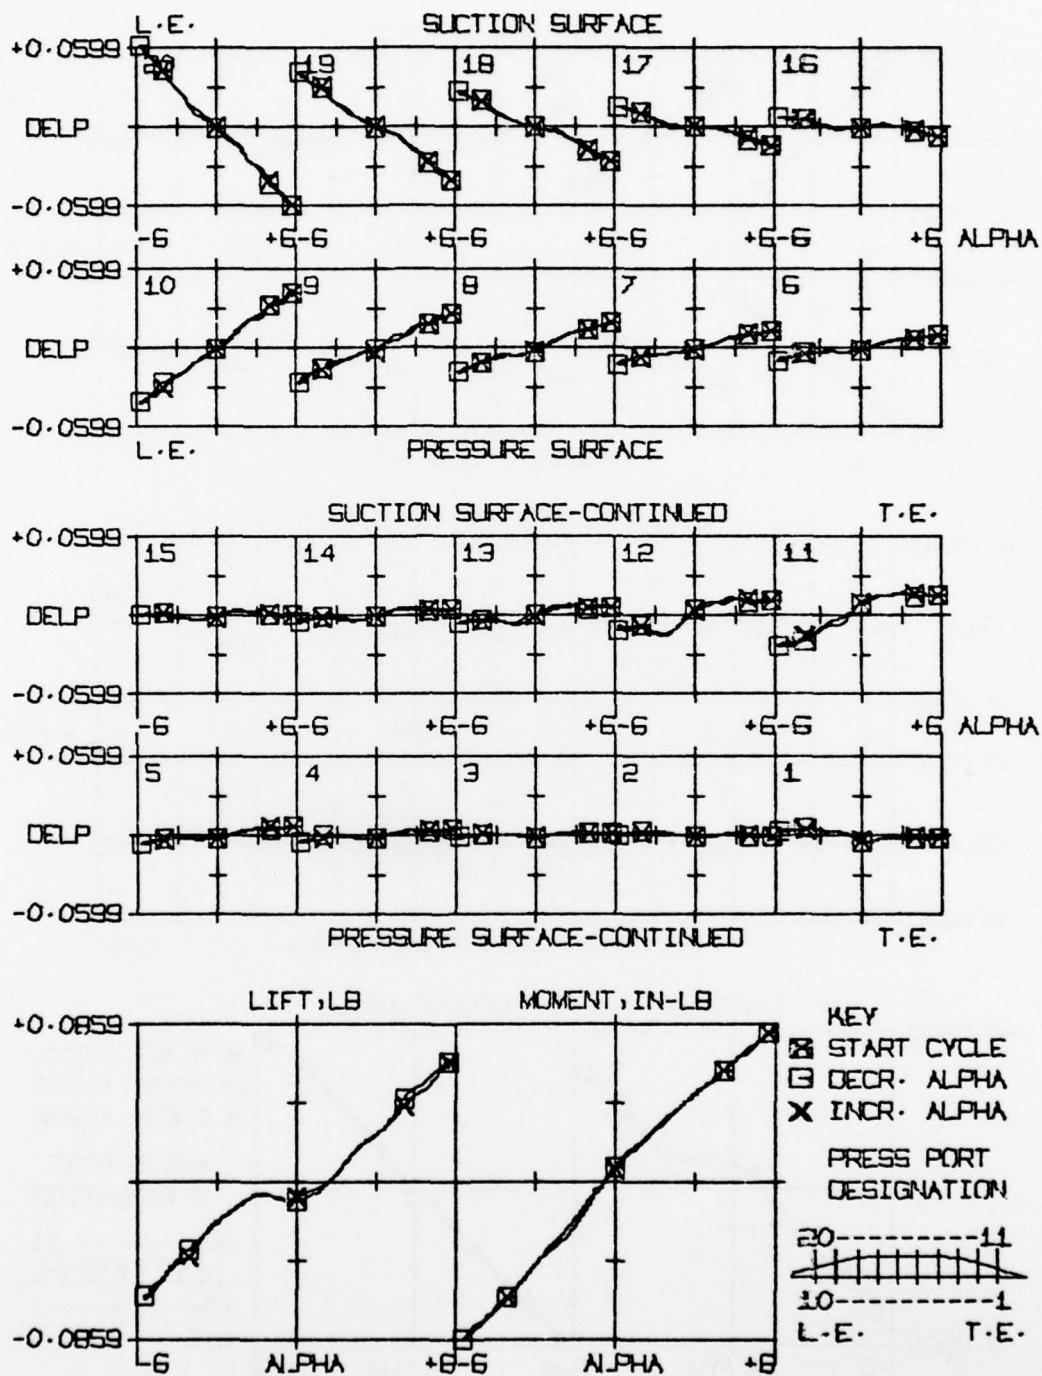 L.E. SUCTION SURFACE
+0.0599
20 19 18 17 16
DELP
-0.0599
-6 +6-6 +6-6 +6-6 +6-6 +6 ALPHA
10 9 8 7 6
DELP
-0.0599
L.E. PRESSURE SURFACE
SUCTION SURFACE-CONTINUED T.E.
+0.0599
15 14 13 12 11
DELP
-0.0599
-6 +6-6 +6-6 +6-6 +6-6 +6 ALPHA
+0.0599
5 4 3 2 1
DELP
-0.0599
PRESSURE SURFACE-CONTINUED T.E.
LIFT,LB MOMENT,IN-LB
+0.0859
-0.0859
-6 ALPHA +6-6 ALPHA +6
KEY
START CYCLE
DECR. ALPHA
INCR. ALPHA
PRESS PORT
DESIGNATION
20--------11
10--------1
L.E. T.E.